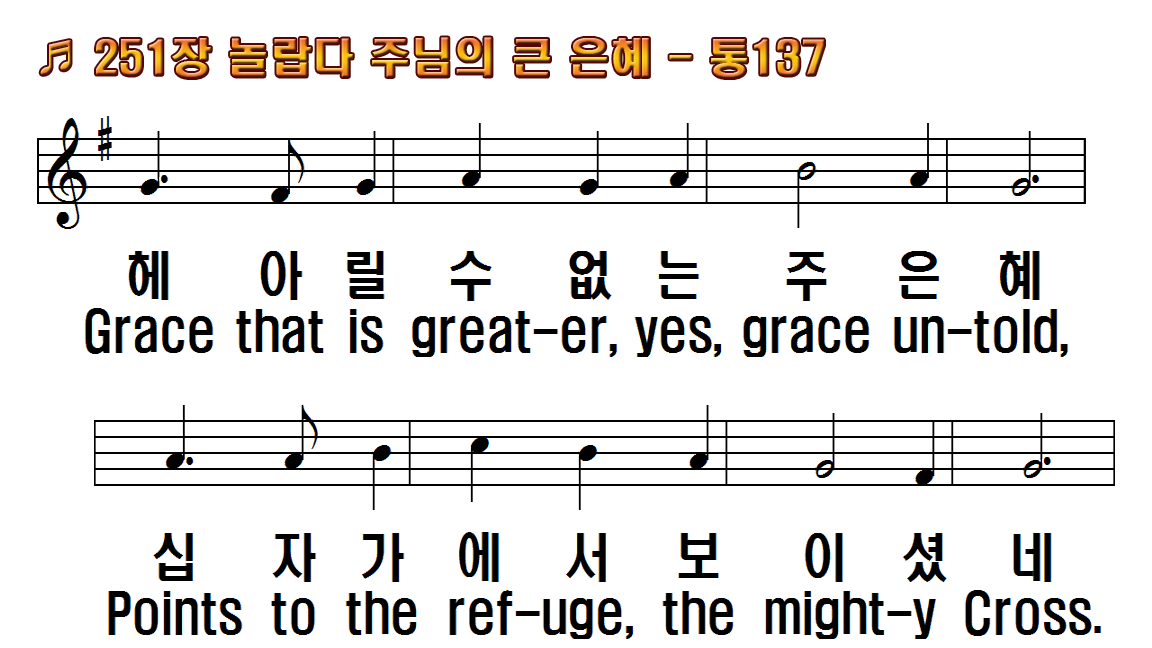 ♬ 251장 놀랍다 주님의 큰 은혜 - 통137
헤 아 릴 수 없 는 주 은 혜
Grace that is great-er, yes, grace un-told,
십 자 가 에 서 보 이 셨 네
Points to the ref-uge, the might-y Cross.